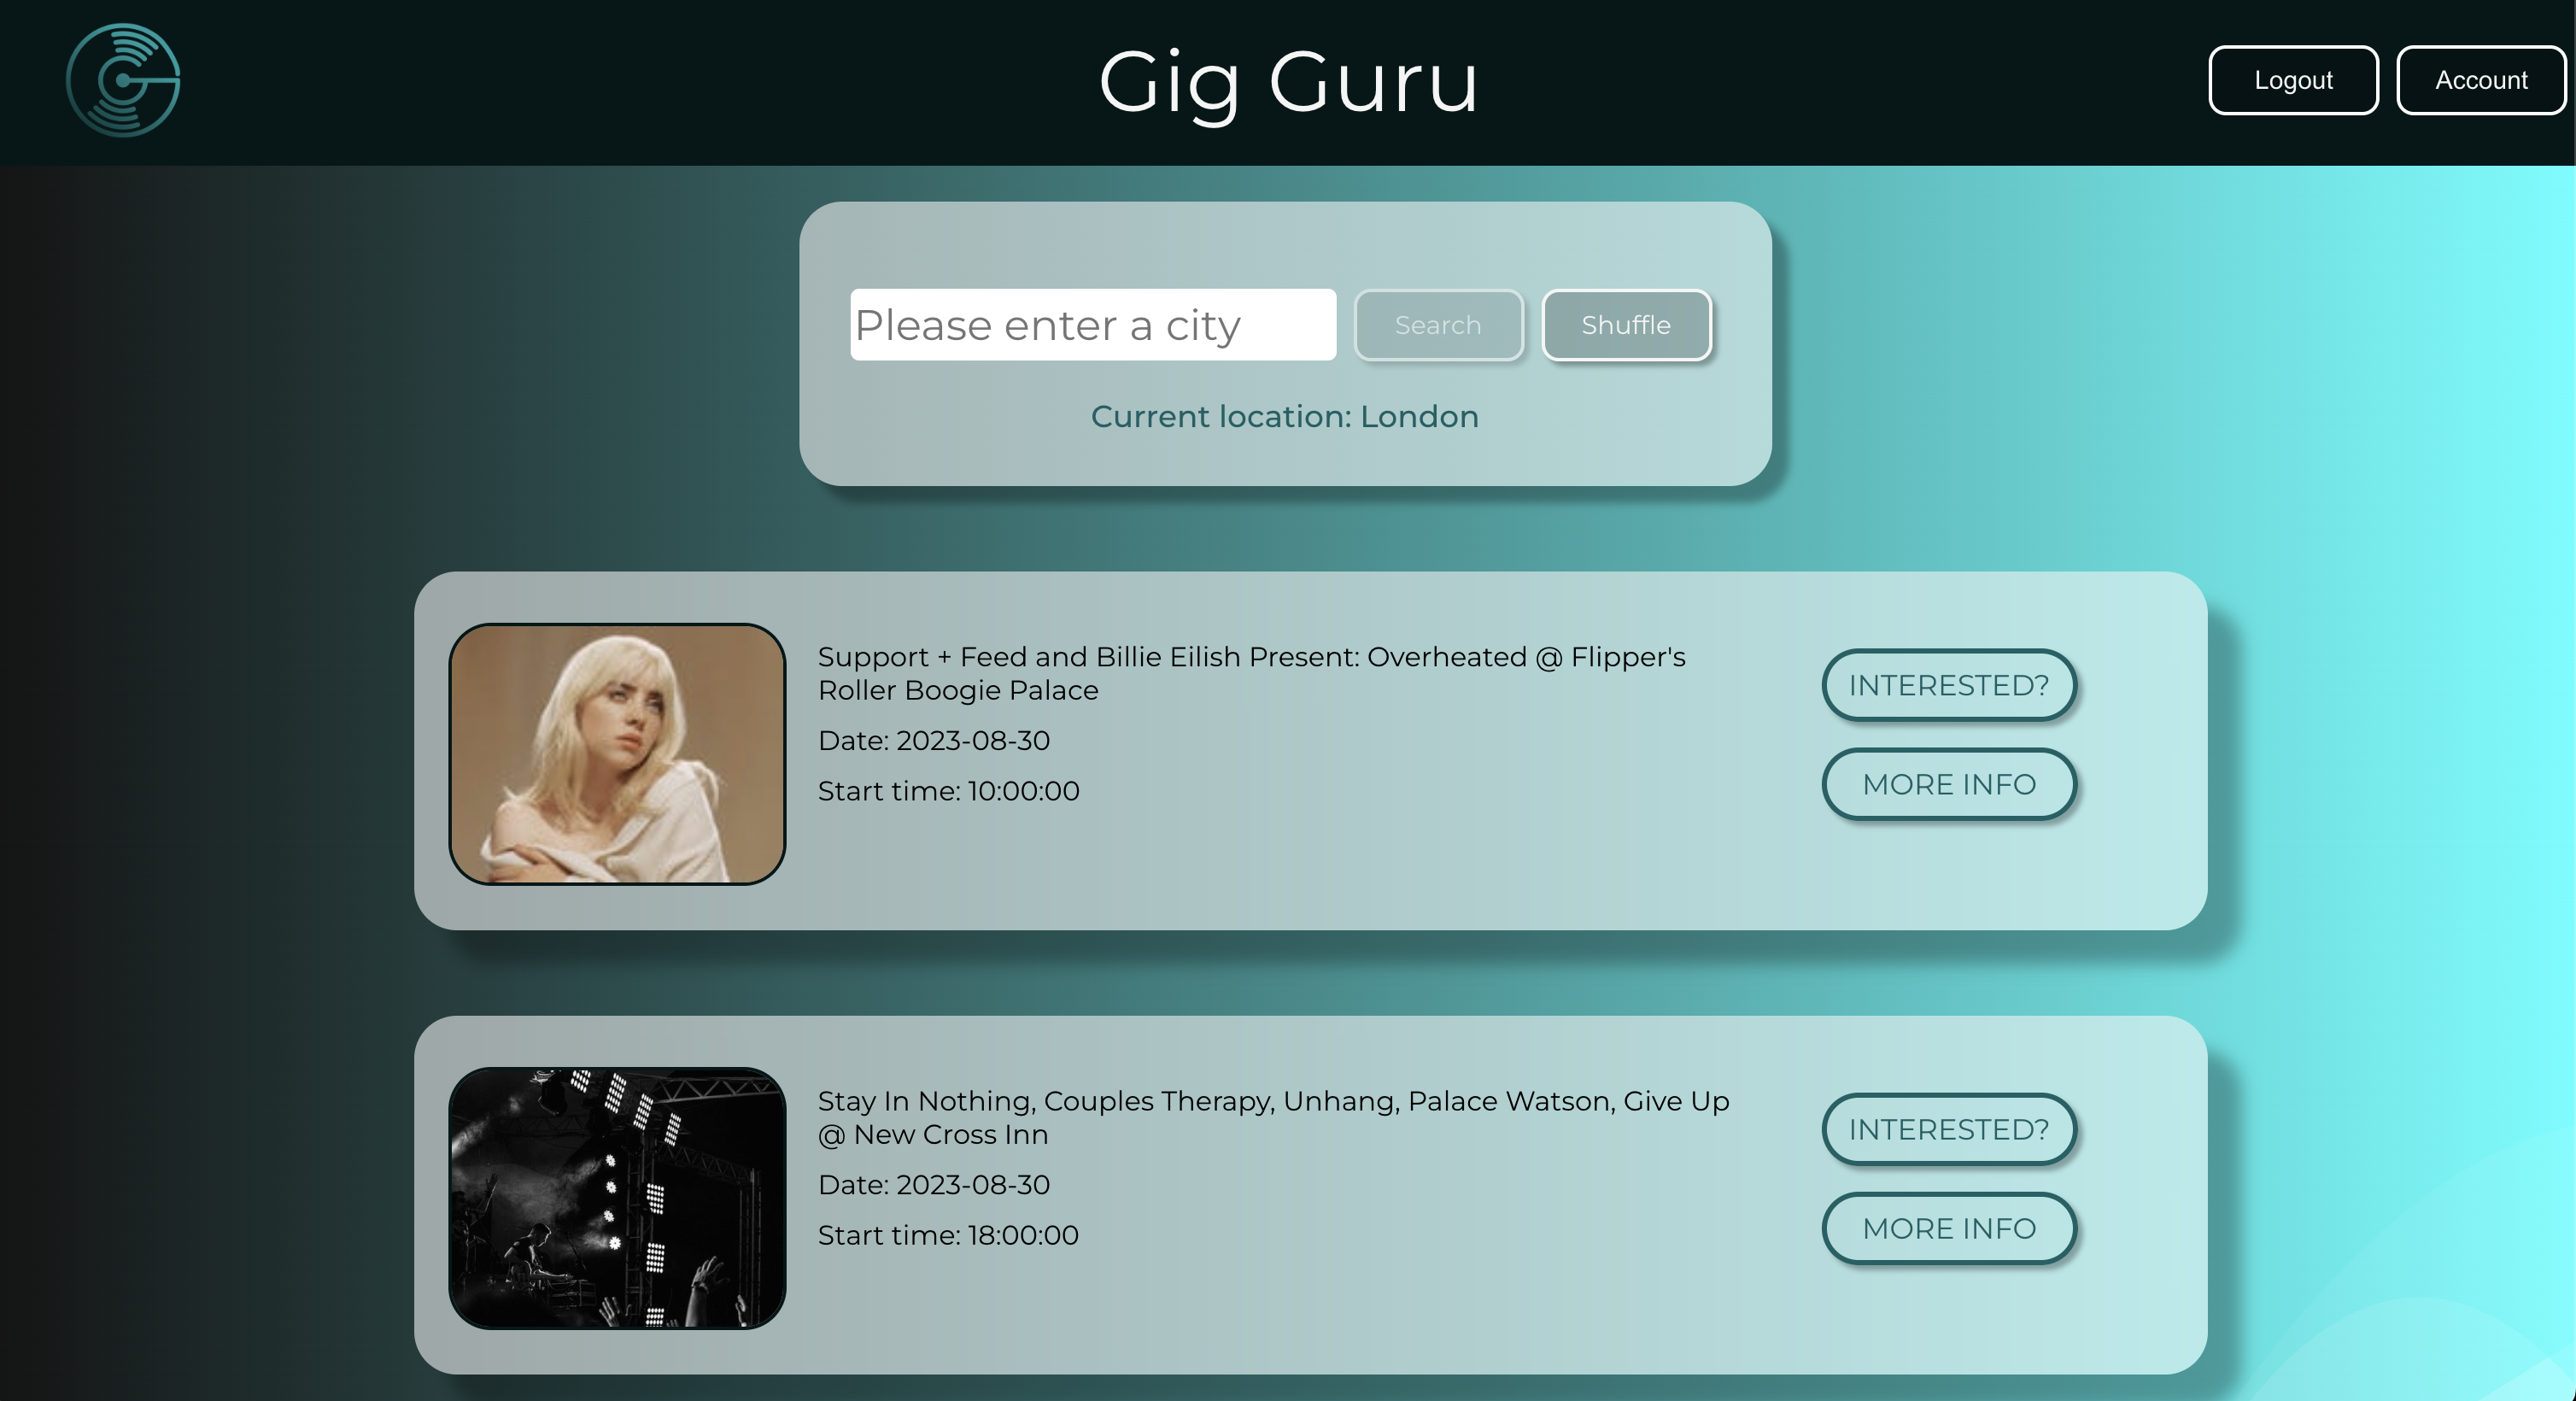 Gig Guru
Logout
Account
Please enter a city
Search
Shuffle
Current location: London
Support + Feed and Billie Eilish Present: Overheated @ Flipper's
Roller Boogie Palace
Date: 2023-08-30
Start time: 10:00:00
INTERESTED?
MORE INFO
Stay In Nothing, Couples Therapy, Unhang, Palace Watson, Give Up
@ New Cross Inn
Date: 2023-08-30
Start time: 18:00:00
INTERESTED?
MORE INFO